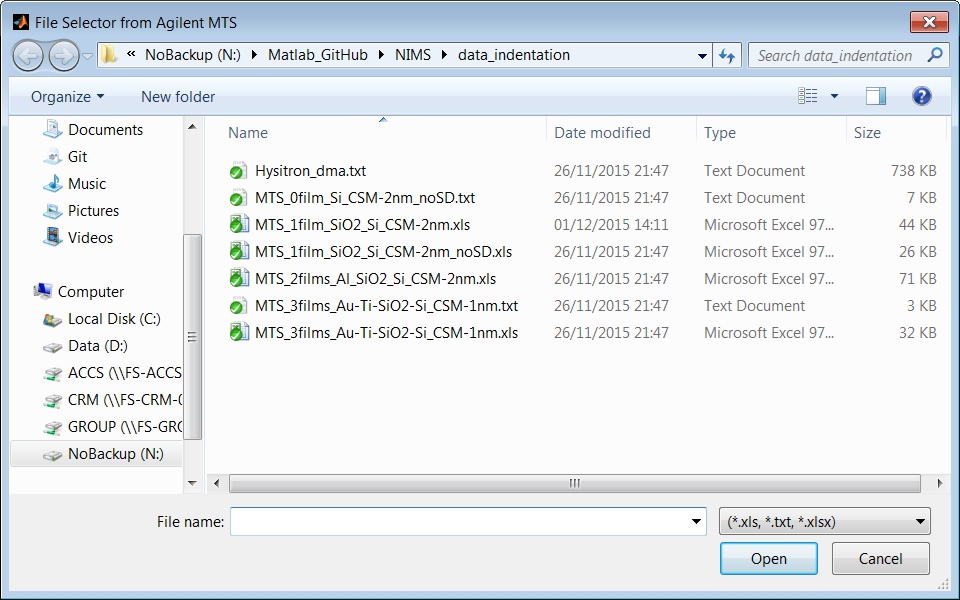 File Selector from Agilent MTS
« NoBackup (N:) Matlab_GitHub NIMS data_indentation Search data_indentation
Organize New folder
Documents
Git
Music
Pictures
Videos
Computer
Local Disk (C:)
Data (D:)
ACCS (\\FS-ACCS
CRM (\\FS-CRM-
GROUP (\\FS-GRO
NoBackup (N:)
Name Date modified Type Size
Hysitron_dma.txt 26/11/2015 21:47 Text Document 738 KB
MTS_0film_Si_CSM-2nm_noSD.txt 26/11/2015 21:47 Text Document 7 KB
MTS_1film_SiO2_Si_CSM-2nm.xls 01/12/2015 14:11 Microsoft Excel 97... 44 KB
MTS_1film_SiO2_Si_CSM-2nm_noSD.xls 26/11/2015 21:47 Microsoft Excel 97... 26 KB
MTS_2films_Al_SiO2_Si_CSM-2nm.xls 26/11/2015 21:47 Microsoft Excel 97... 71 KB
MTS_3films_Au-Ti-SiO2-Si_CSM-1nm.txt 26/11/2015 21:47 Text Document 3 KB
MTS_3films_Au-Ti-SiO2-Si_CSM-1nm.xls 26/11/2015 21:47 Microsoft Excel 97... 32 KB
File name: (*.xls, *.txt, *.xlsx)
Open Cancel